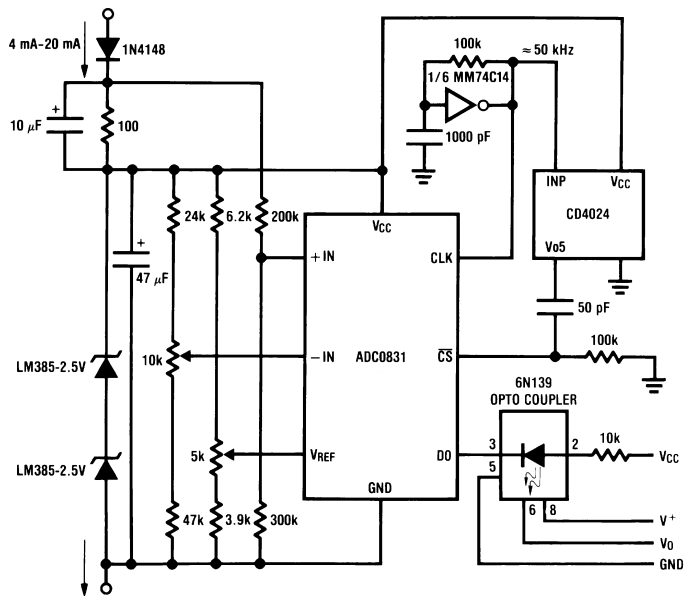 4 mA–20 mA
1N4148
100k
≈ 50 kHz
1/6 MM74C14
+
10 μF
100
1000 pF
INP
VCC
CD4024
Vo5
24k
6.2k
200k
VCC
+ IN
CLK
+
47 μF
50 pF
LM385-2.5V
10k
− IN
ADC0831
CS
100k
6N139
OPTO COUPLER
LM385-2.5V
5k
VREF
DO
3
2
10k
VCC
5
GND
6
8
47k
3.9k
300k
V+
VO
GND